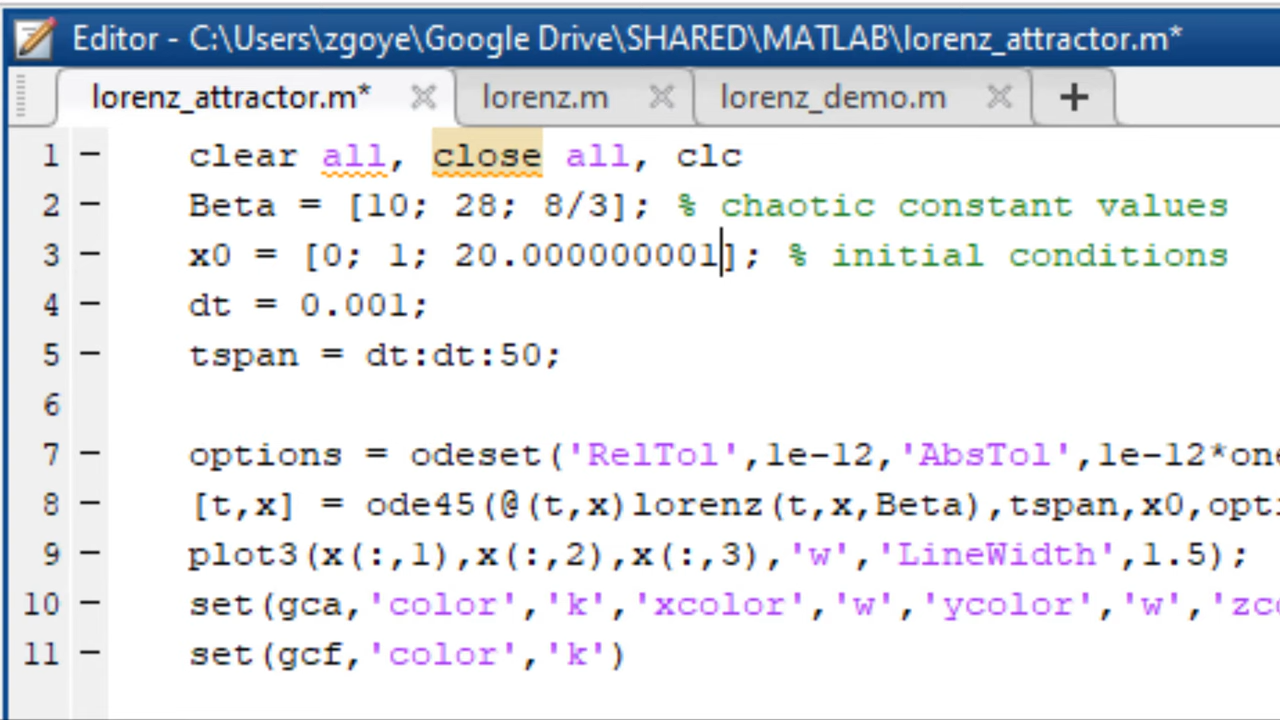 Editor - C:\Users\zgoye\Google Drive\SHARED\MATLAB\lorenz_attractor.m*
lorenz_attractor.m* lorenz.m lorenz_demo.m +
1 - clear all, close all, clc
2 - Beta = [10; 28; 8/3]; % chaotic constant values
3 - x0 = [0; 1; 20.000000001]; % initial conditions
4 - dt = 0.001;
5 - tspan = dt:dt:50;
6
7 - options = odeset('RelTol',1e-12,'AbsTol',1e-12*one
8 - [t,x] = ode45(@(t,x)lorenz(t,x,Beta),tspan,x0,opti
9 - plot3(x(:,1),x(:,2),x(:,3),'w','LineWidth',1.5);
10 - set(gca,'color','k','xcolor','w','ycolor','w','zco
11 - set(gcf,'color','k')